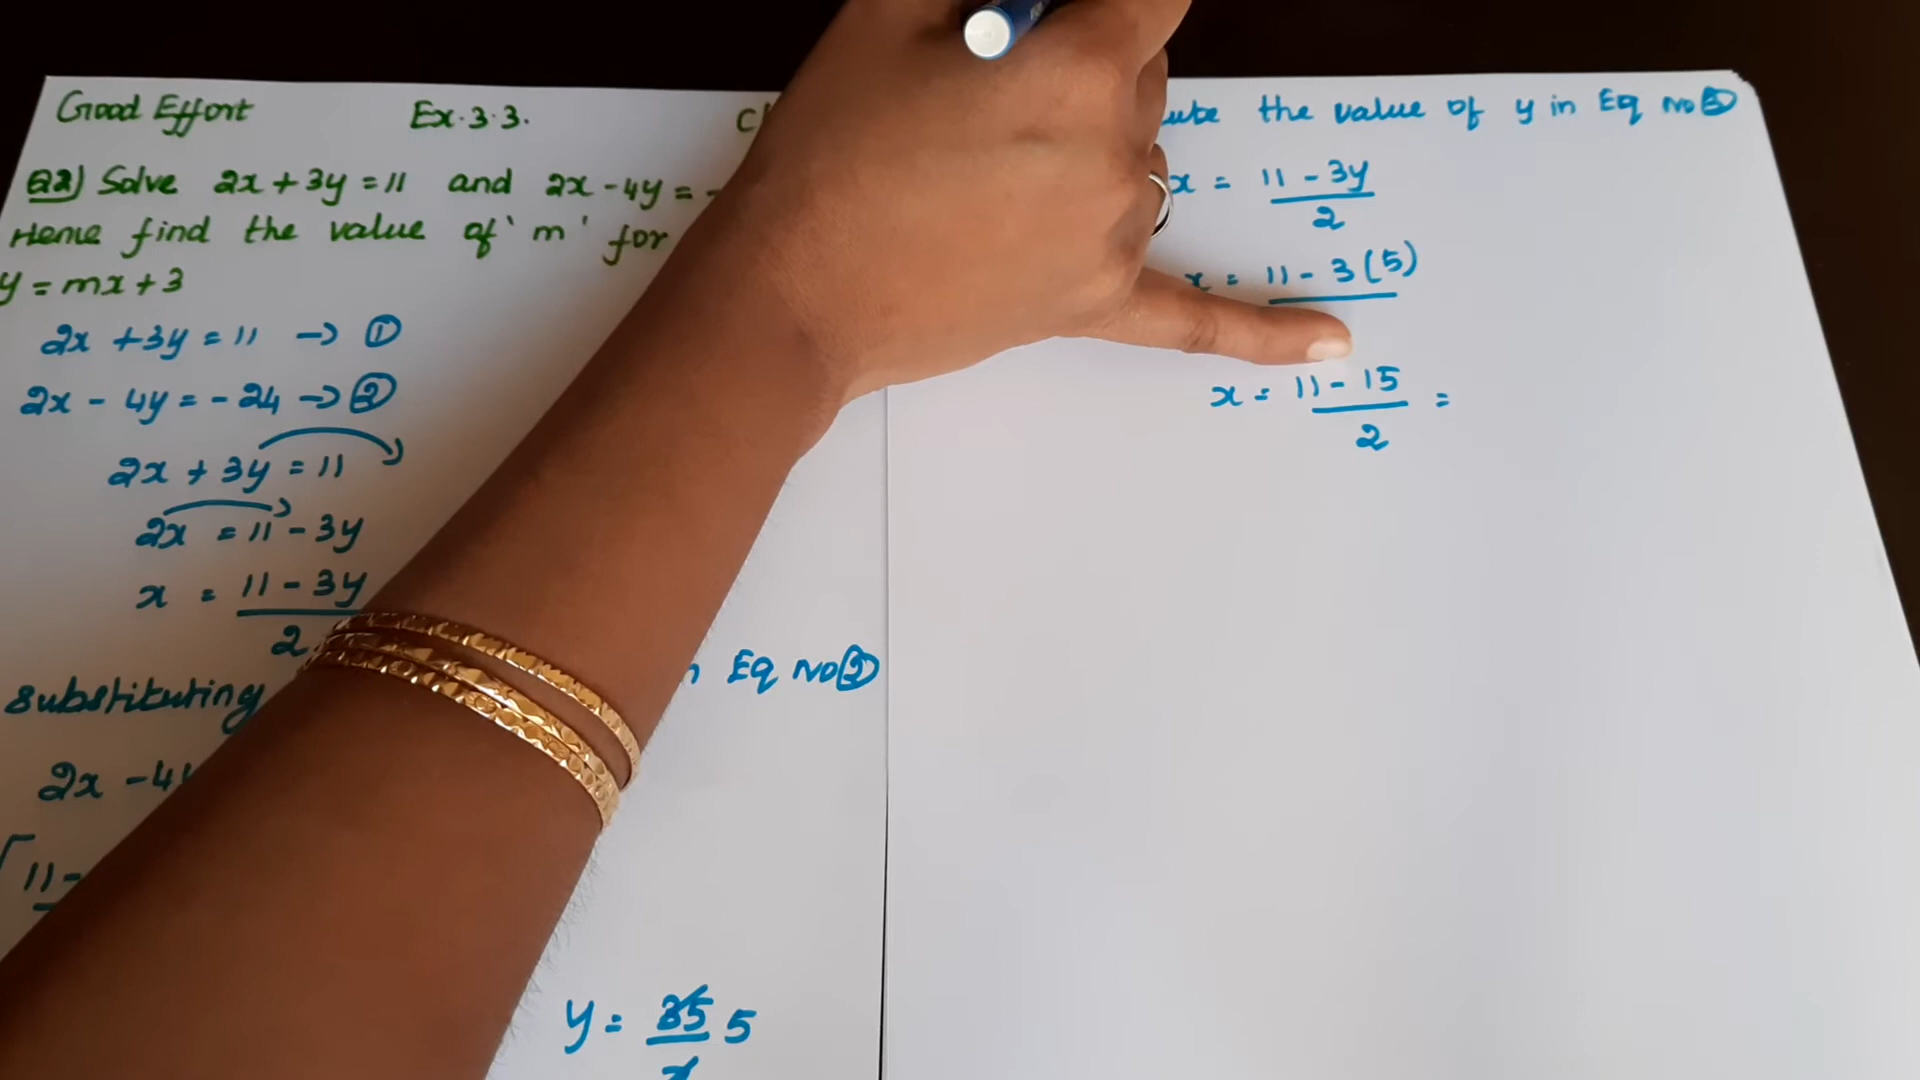 Good Effort Ex.3.3.
Q2) Solve 2x + 3y = 11 and 2x - 4y = -
Hence find the value of 'm' for
y = mx + 3
2x + 3y = 11 → ①
2x - 4y = -24 → ②
2x + 3y = 11
2x = 11 - 3y
x = 11 - 3y
2
substituting
n Eq No②
2x - 4y
[11 -
y = 35 5
the value of y in Eq No③
x = 11 - 3y
2
x = 11 - 3(5)
x = 11 - 15 =
2